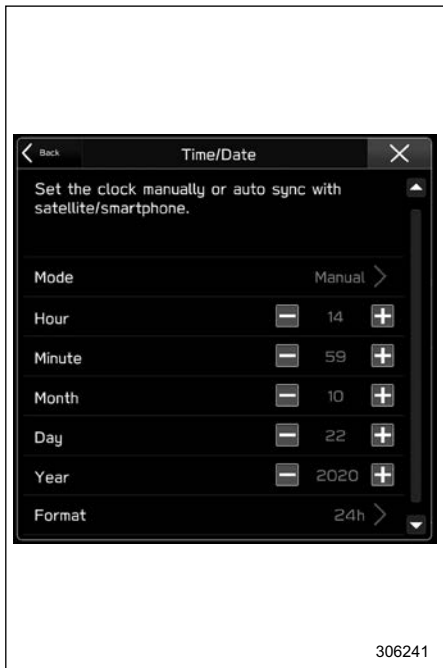 Back Time/Date
Set the clock manually or auto sync with
satellite/smartphone.
Mode Manual
Hour 14
Minute 59
Month 10
Day 22
Year 2020
Format 24h
306241